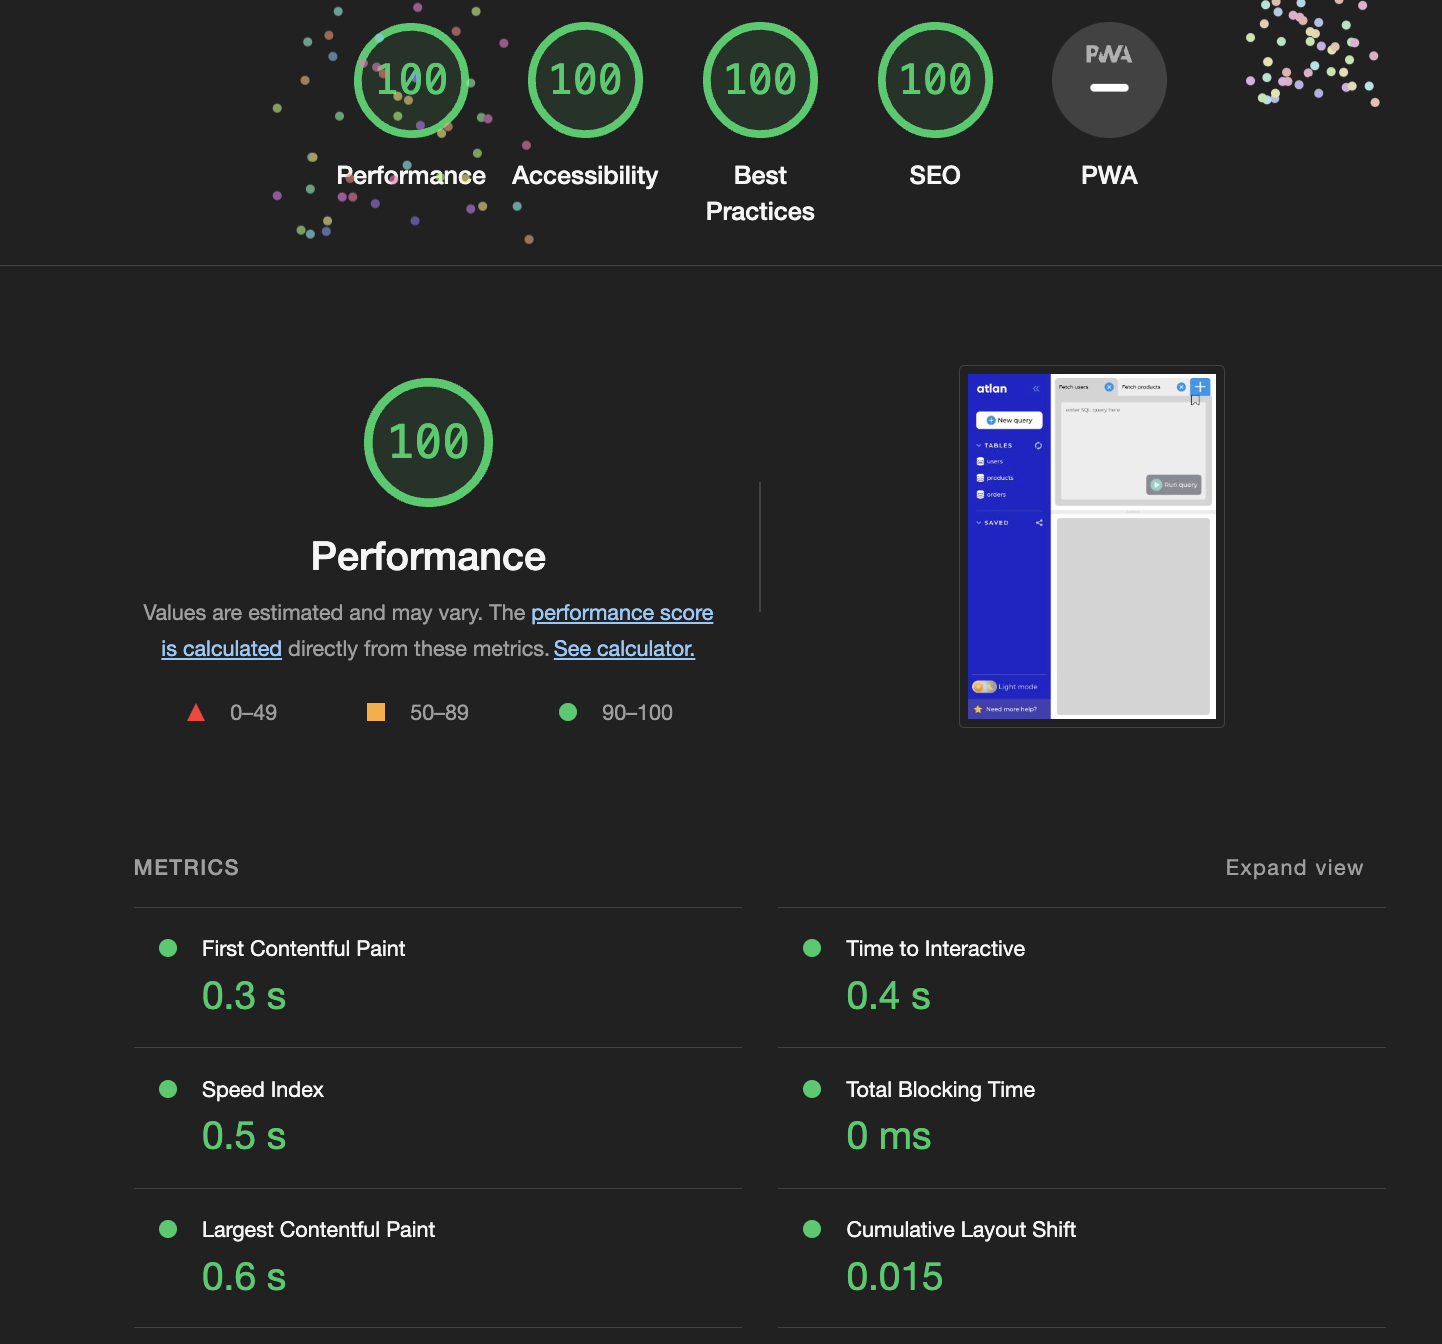 100
100
100
100
PWA
Performance
Accessibility
Best
Practices
SEO
PWA
100
Performance
Values are estimated and may vary. The performance score
is calculated directly from these metrics. See calculator.
0–49
50–89
90–100
atlan
Fetch users
Fetch products
enter SQL query here
New query
TABLES
users
products
orders
Run query
SAVED
Light mode
Need more help?
METRICS
Expand view
First Contentful Paint
0.3 s
Time to Interactive
0.4 s
Speed Index
0.5 s
Total Blocking Time
0 ms
Largest Contentful Paint
0.6 s
Cumulative Layout Shift
0.015